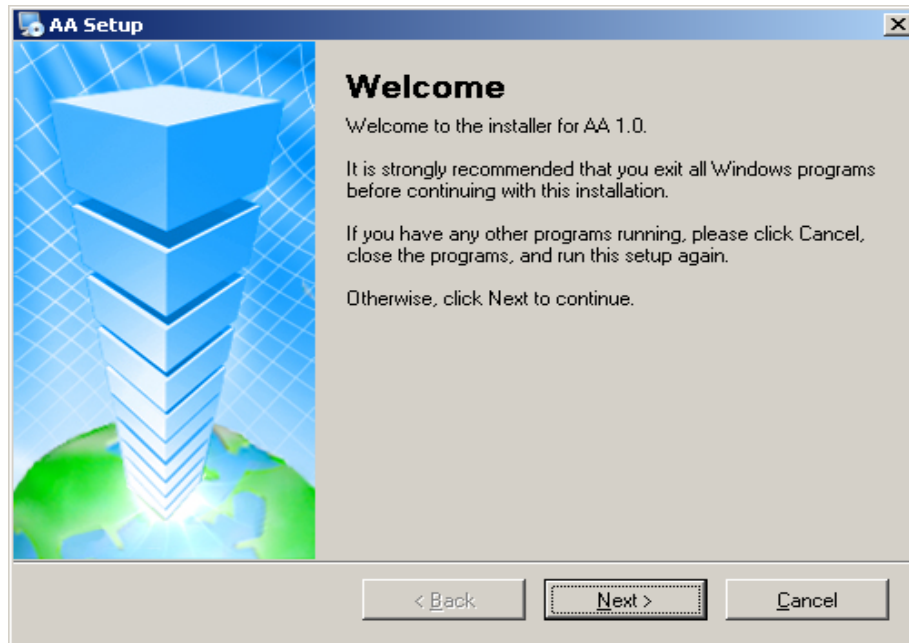 AA Setup
Welcome
Welcome to the installer for AA 1.0.
It is strongly recommended that you exit all Windows programs
before continuing with this installation.
If you have any other programs running, please click Cancel,
close the programs, and run this setup again.
Otherwise, click Next to continue.
< Back
Next >
Cancel